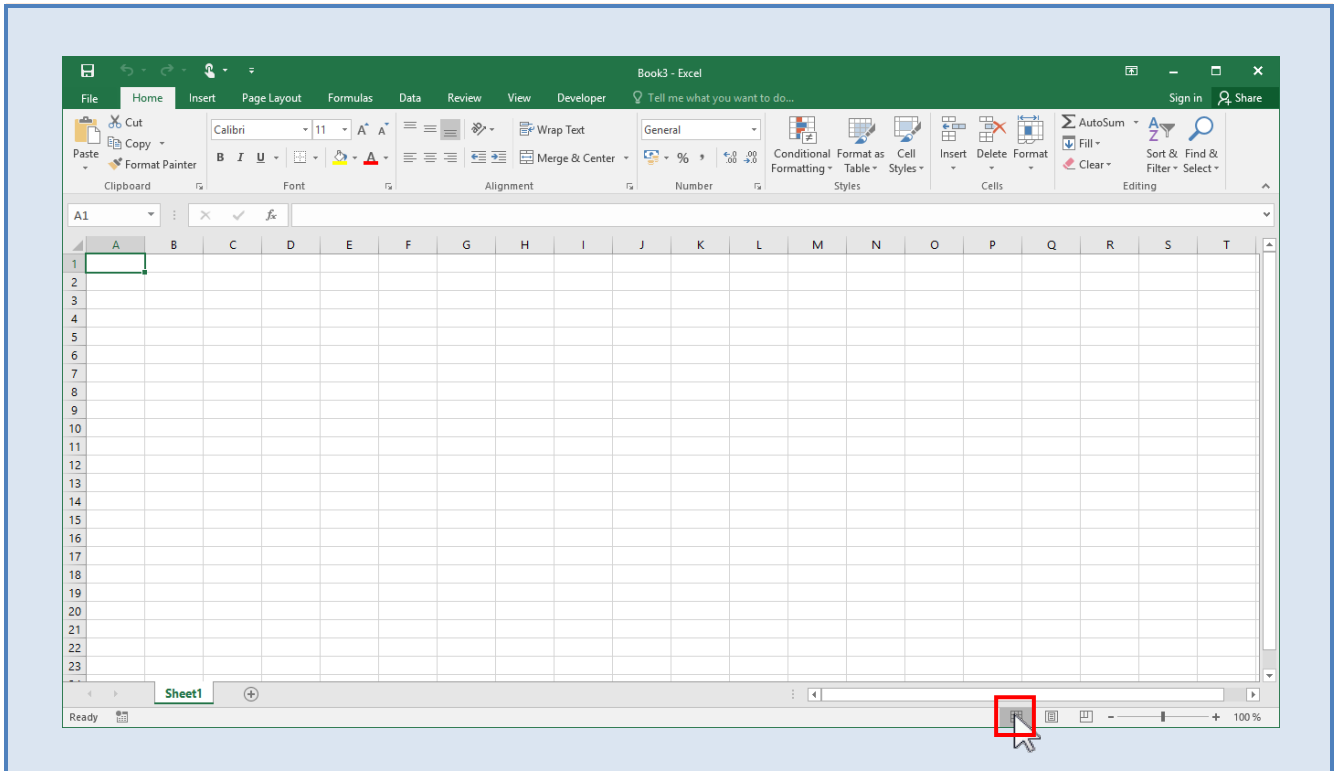 Book3 - Excel
File Home Insert Page Layout Formulas Data Review View Developer Tell me what you want to do... Sign in Share
Paste
Cut
Copy
Format Painter
Clipboard
Calibri 11 A A
B I U A
Font
Wrap Text
Merge & Center
Alignment
General
% , .0 .00 .00 .0
Number
Conditional Formatting
Format as Table
Cell Styles
Styles
Insert Delete Format
Cells
AutoSum
Fill
Clear
Sort & Filter
Find & Select
Editing
A1 fx
A B C D E F G H I J K L M N O P Q R S T
1
2
3
4
5
6
7
8
9
10
11
12
13
14
15
16
17
18
19
20
21
22
23
Sheet1
Ready 100 %